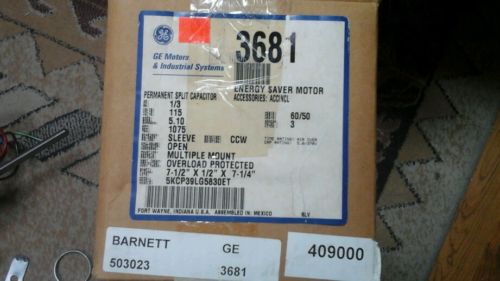 GE
GE Motors
& Industrial Systems
3681
ENERGY SAVER MOTOR
PERMANENT SPLIT CAPACITOR ACCESSORIES: ACCINCL
1/3
115 60/50
5.10 3
1075
SLEEVE CCW
OPEN
MULTIPLE MOUNT
OVERLOAD PROTECTED
7-1/2" X 1/2" X 7-1/4"
5KCP39LG5830ET
FORT WAYNE, INDIANA U.S.A. ASSEMBLED IN: MEXICO
BARNETT GE 409000
503023 3681